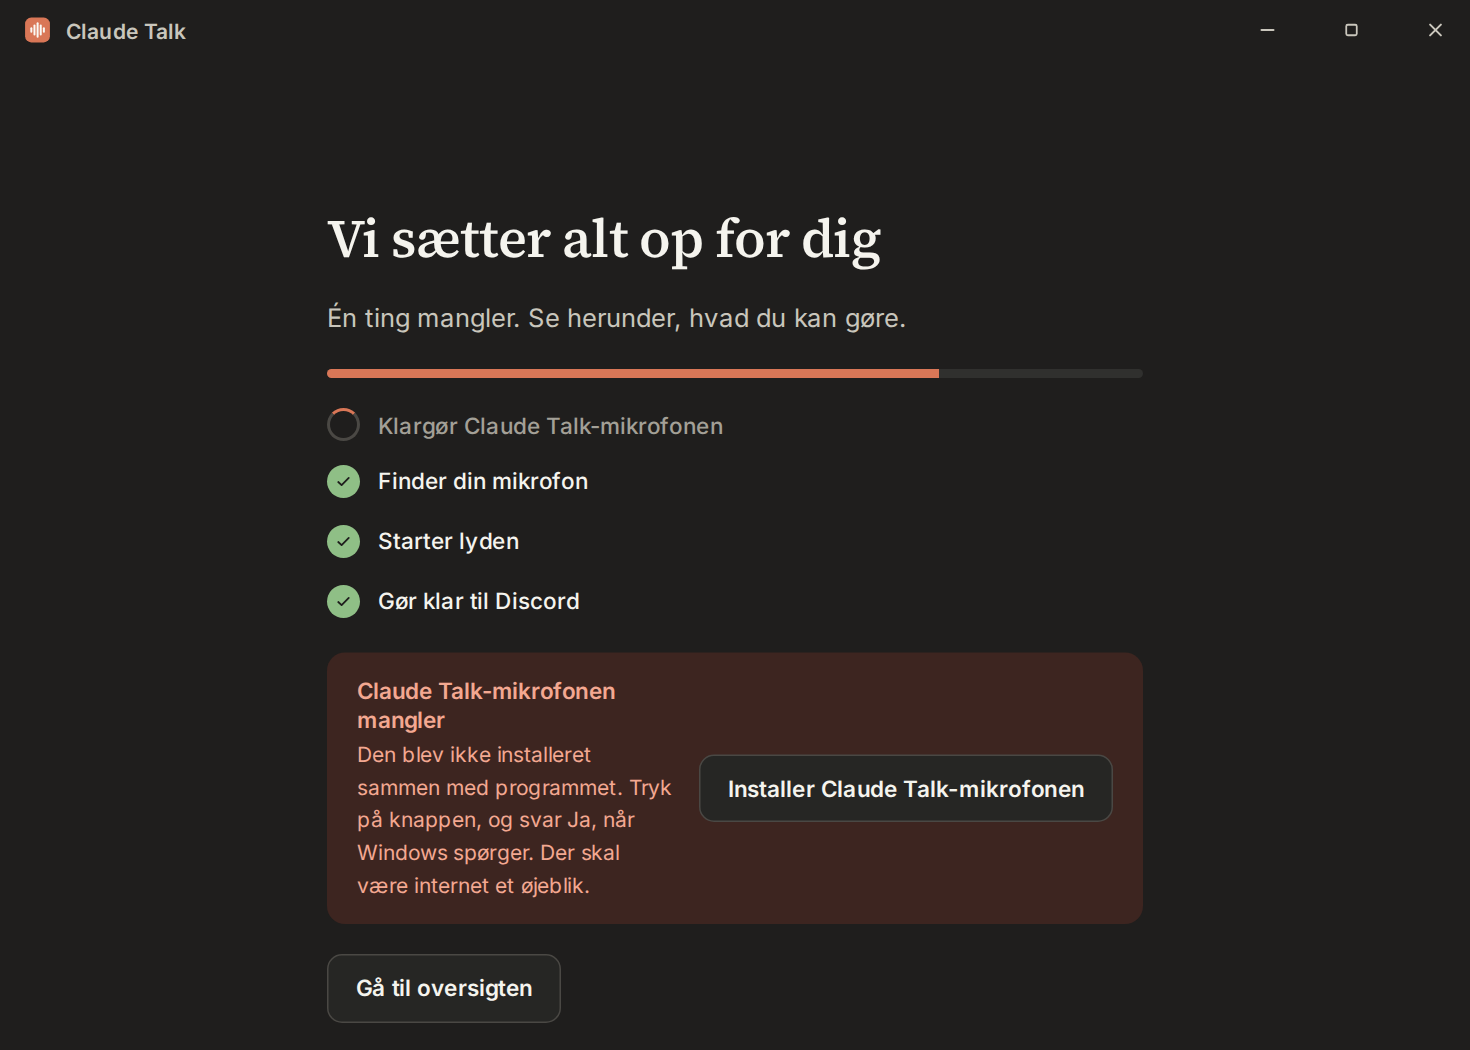 Claude Talk
Vi sætter alt op for dig
Én ting mangler. Se herunder, hvad du kan gøre.
Klargør Claude Talk-mikrofonen
Finder din mikrofon
Starter lyden
Gør klar til Discord
Claude Talk-mikrofonen
mangler
Den blev ikke installeret
sammen med programmet. Tryk
på knappen, og svar Ja, når
Windows spørger. Der skal
være internet et øjeblik.
Installer Claude Talk-mikrofonen
Gå til oversigten